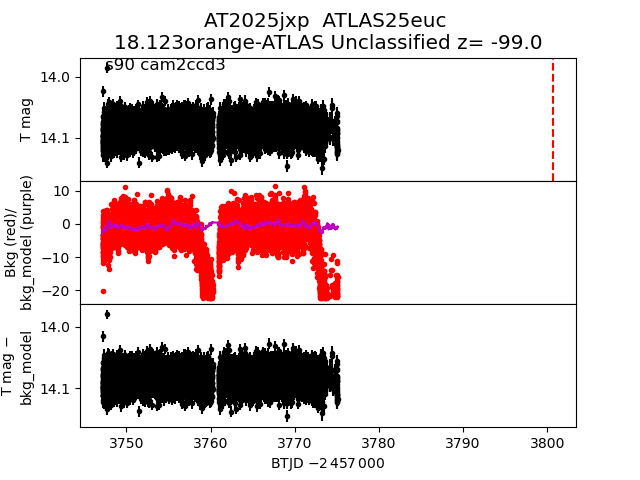 AT2025jxp  ATLAS25euc
18.123orange-ATLAS Unclassified z= -99.0
s90 cam2ccd3
14.0
14.1
T mag
10
0
−10
−20
Bkg (red)/
bkg_model (purple)
14.0
14.1
T mag −
bkg_model
3750
3760
3770
3780
3790
3800
BTJD −2 457 000